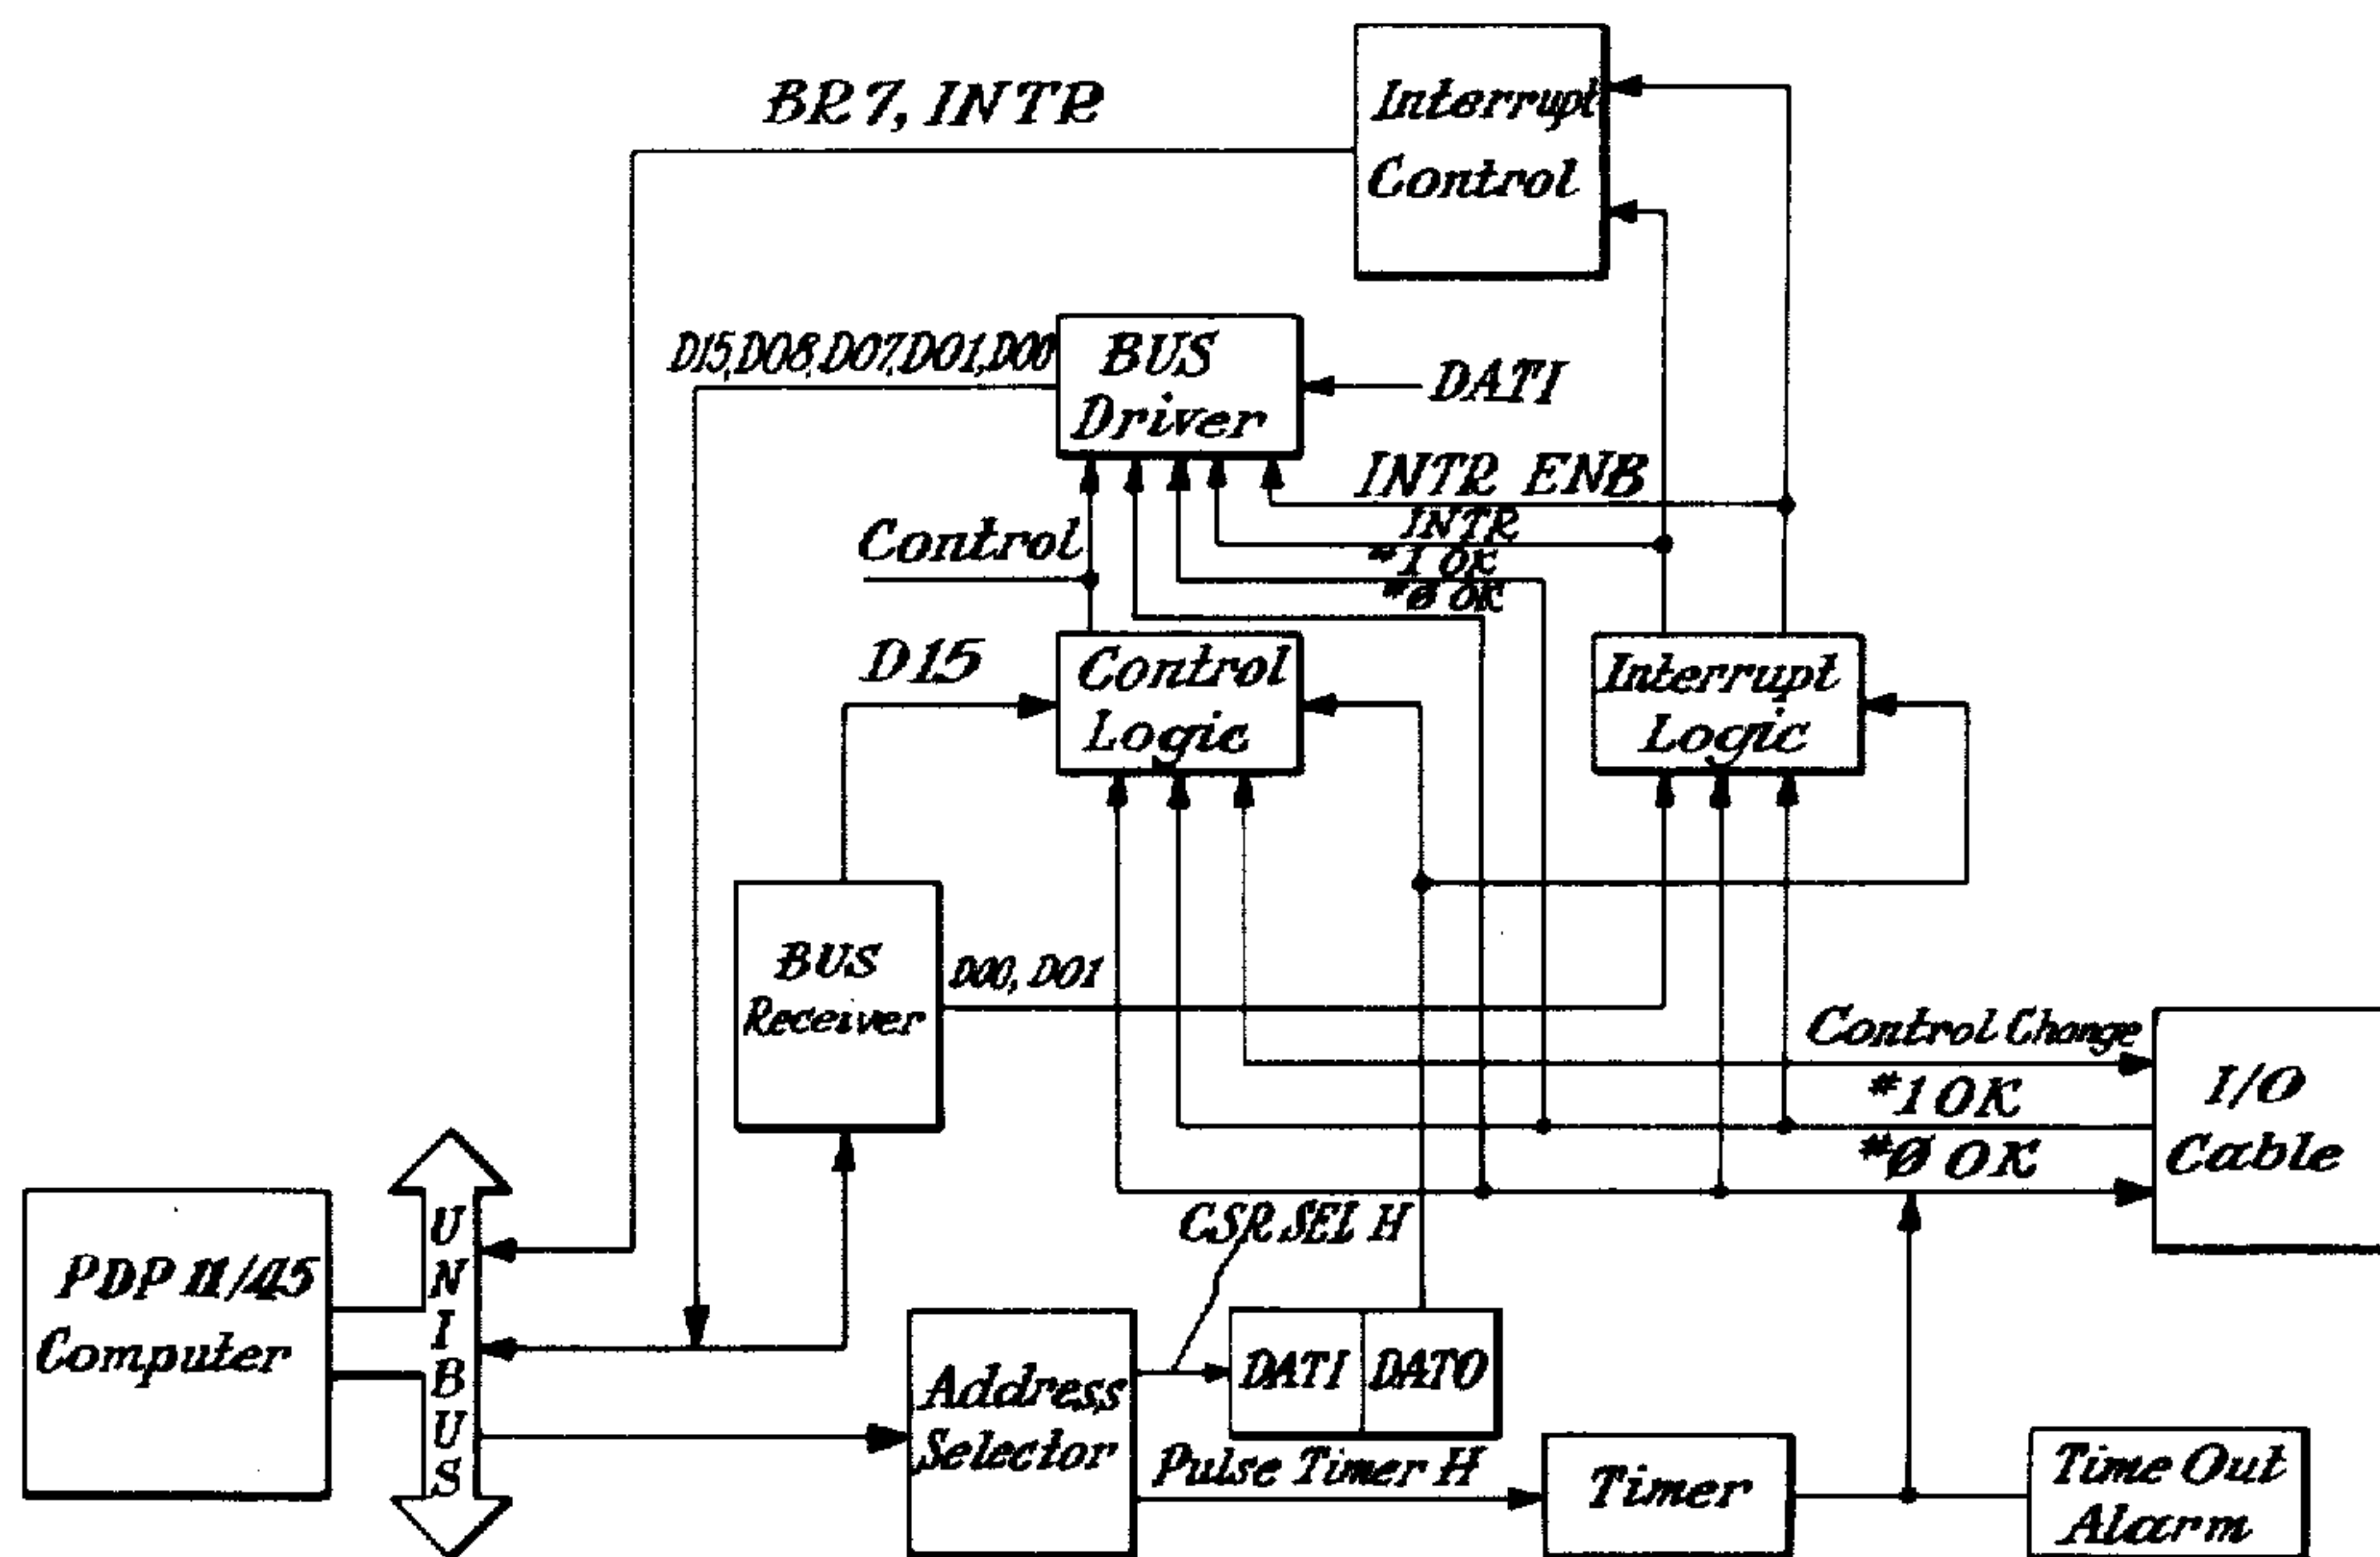 BR7, INTR
Interrupt
Control
D15,D08,D07,D01,D00
BUS
Driver
DATI
INTR ENB
INTR
#1 OK
#Ø OK
Control
D15
Control
Logic
Interrupt
Logic
BUS
Receiver
D00, D01
Control Change
#1 OK
#Ø OK
I/O
Cable
CSR SEL H
PDP 11/45
Computer
UNIBUS
Address
Selector
DATI
DATO
Pulse Timer H
Timer
Time Out
Alarm